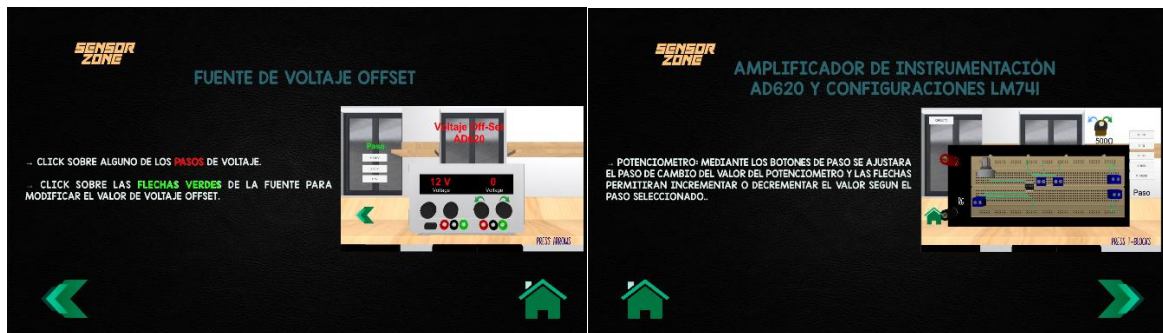 SENSOR
ZONE
FUENTE DE VOLTAJE OFFSET
→ CLICK SOBRE ALGUNO DE LOS PASOS DE VOLTAJE.
→ CLICK SOBRE LAS FLECHAS VERDES DE LA FUENTE PARA
MODIFICAR EL VALOR DE VOLTAJE OFFSET.
Voltaje Off-Set
AD620
Paso
12 V
0
Voltage
Voltage
PRESS ARROWS
SENSOR
ZONE
AMPLIFICADOR DE INSTRUMENTACIÓN
AD620 Y CONFIGURACIONES LM741
→ POTENCIOMETRO: MEDIANTE LOS BOTONES DE PASO SE AJUSTARA
EL PASO DE CAMBIO DEL VALOR DEL POTENCIOMETRO Y LAS FLECHAS
PERMITIRAN INCREMENTAR O DECREMENTAR EL VALOR SEGUN EL
PASO SELECCIONADO..
500Ω
Paso
RG
PRESS T-BLOCKS